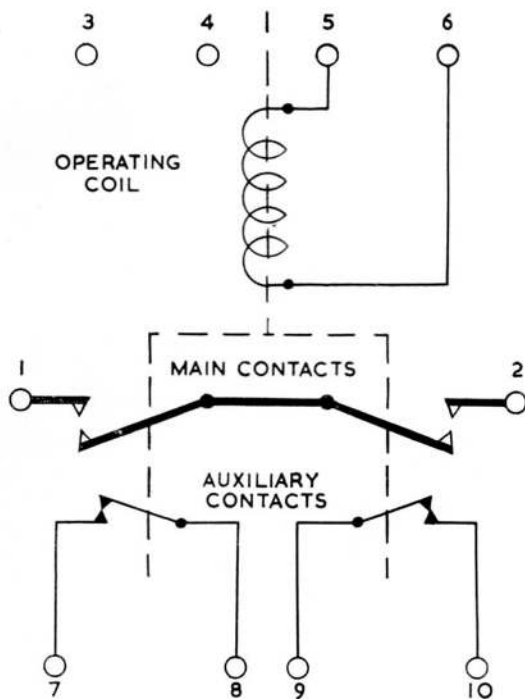 3 4 5 6
OPERATING
COIL
MAIN CONTACTS
1 2
AUXILIARY
CONTACTS
7 8 9 10